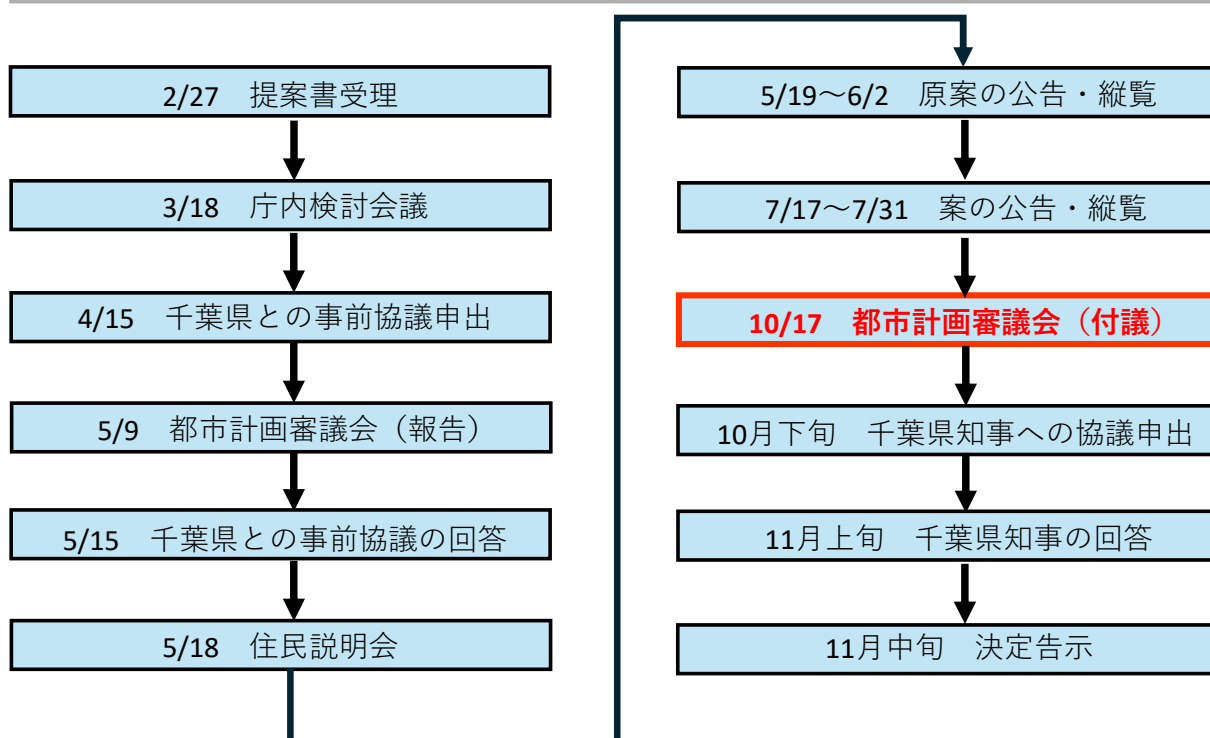 2/27　提案書受理
3/18　庁内検討会議
4/15　千葉県との事前協議申出
5/9　都市計画審議会（報告）
5/15　千葉県との事前協議の回答
5/18　住民説明会
5/19～6/2　原案の公告・縦覧
7/17～7/31　案の公告・縦覧
10/17　都市計画審議会（付議）
10月下旬　千葉県知事への協議申出
11月上旬　千葉県知事の回答
11月中旬　決定告示